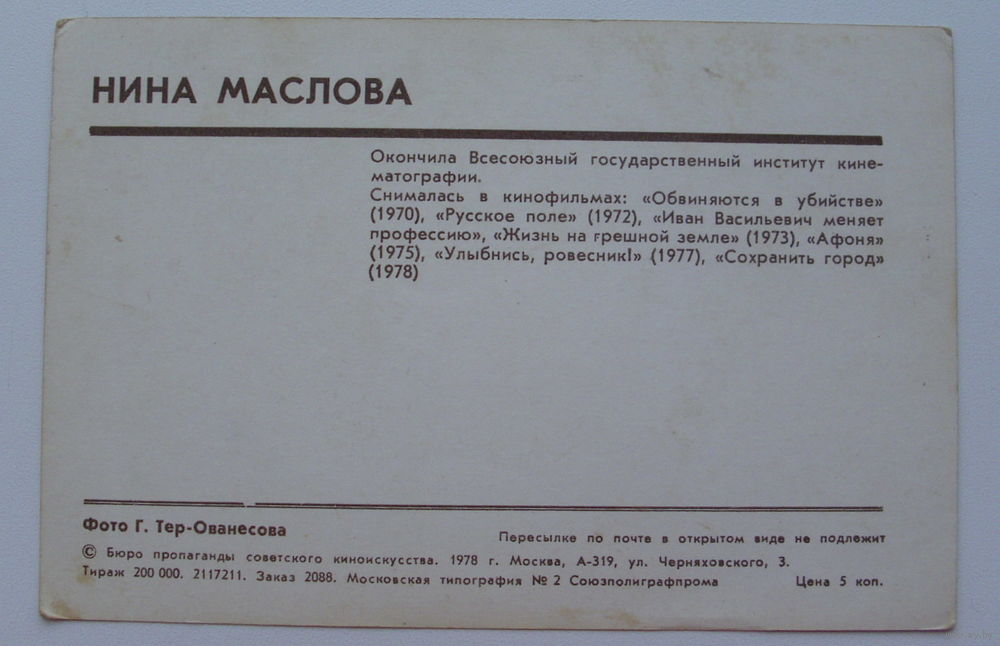 НИНА МАСЛОВА
Окончила Всесоюзный государственный институт кине-
матографии.
Снималась в кинофильмах: «Обвиняются в убийстве»
(1970), «Русское поле» (1972), «Иван Васильевич меняет
профессию», «Жизнь на грешной земле» (1973), «Афоня»
(1975), «Улыбнись, ровесник!» (1977), «Сохранить город»
(1978)
Фото Г. Тер-Ованесова
Пересылке по почте в открытом виде не подлежит
© Бюро пропаганды советского киноискусства. 1978 г. Москва, А-319, ул. Черняховского, 3.
Тираж 200 000. 2117211. Заказ 2088. Московская типография № 2 Союзполиграфпрома Цена 5 коп.